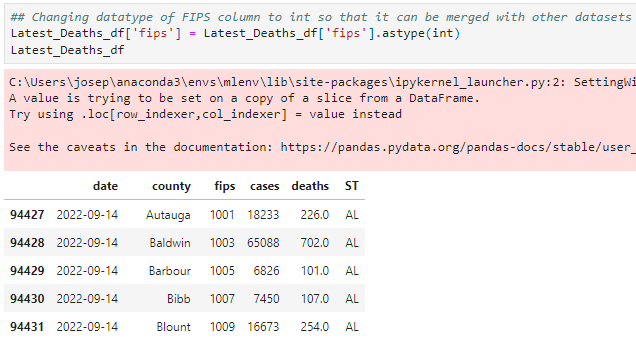 ## Changing datatype of FIPS column to int so that it can be merged with other datasets
Latest_Deaths_df['fips'] = Latest_Deaths_df['fips'].astype(int)
Latest_Deaths_df
C:\Users\josep\anaconda3\envs\mlenv\lib\site-packages\ipykernel_launcher.py:2: SettingWi
A value is trying to be set on a copy of a slice from a DataFrame.
Try using .loc[row_indexer,col_indexer] = value instead
See the caveats in the documentation: https://pandas.pydata.org/pandas-docs/stable/user_
date county fips cases deaths ST
94427 2022-09-14 Autauga 1001 18233 226.0 AL
94428 2022-09-14 Baldwin 1003 65088 702.0 AL
94429 2022-09-14 Barbour 1005 6826 101.0 AL
94430 2022-09-14 Bibb 1007 7450 107.0 AL
94431 2022-09-14 Blount 1009 16673 254.0 AL